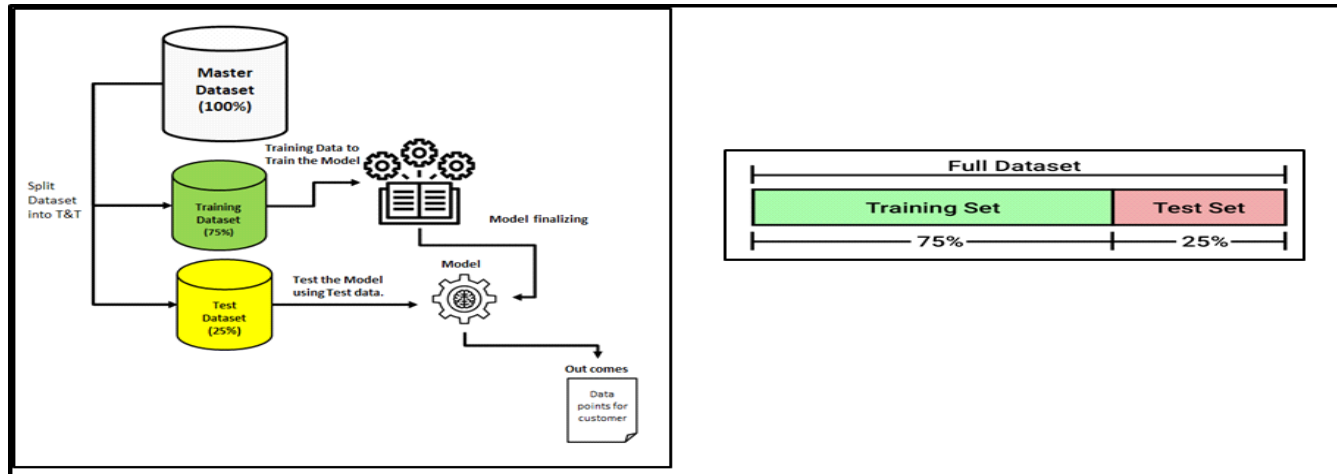 Master
Dataset
(100%)
Training Data to
Train the Model
Split
Dataset
into T&T
Training
Dataset
(75%)
Model finalizing
Model
Test the Model
using Test data.
Test
Dataset
(25%)
Out comes
Data
points for
customer
Full Dataset
Training Set
Test Set
75%
25%